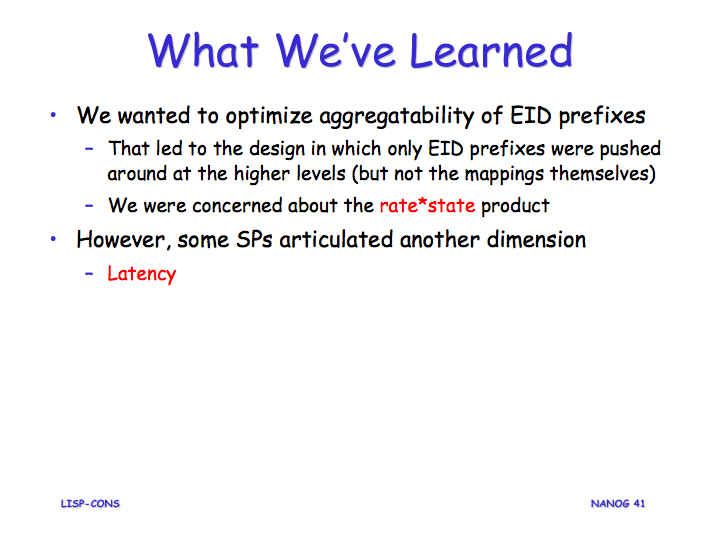 What We've Learned
• We wanted to optimize aggregatability of EID prefixes
– That led to the design in which only EID prefixes were pushed
around at the higher levels (but not the mappings themselves)
– We were concerned about the rate*state product
• However, some SPs articulated another dimension
– Latency
LISP-CONS
NANOG 41